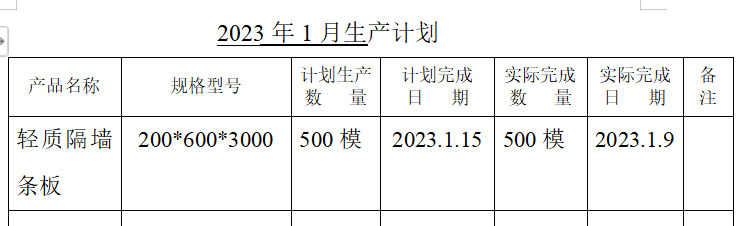 2023 年 1 月生产计划
产品名称 规格型号 计划生产数 量 计划完成日 期 实际完成数 量 实际完成日 期 备注
轻质隔墙条板 200*600*3000 500 模 2023.1.15 500 模 2023.1.9